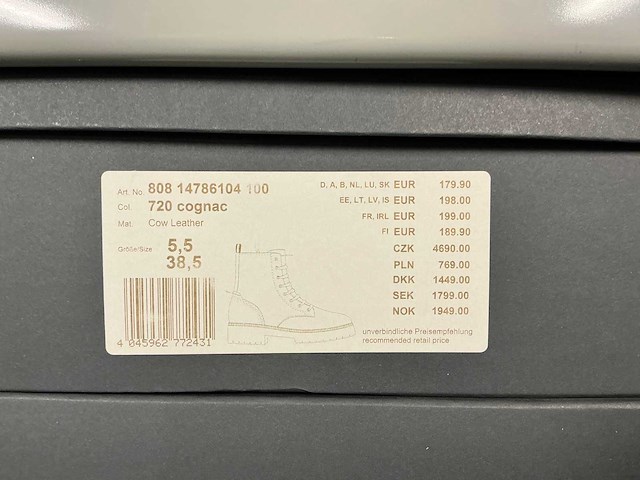 Art. No. 808 14786104 100
Col. 720 cognac
Mat. Cow Leather
Größe/Size 5,5
38,5
4 045962 772431
D, A, B, NL, LU, SK EUR 179.90
EE, LT, LV, IS EUR 198.00
FR, IRL EUR 199.00
FI EUR 189.90
CZK 4690.00
PLN 769.00
DKK 1449.00
SEK 1799.00
NOK 1949.00
unverbindliche Preisempfehlung
recommended retail price